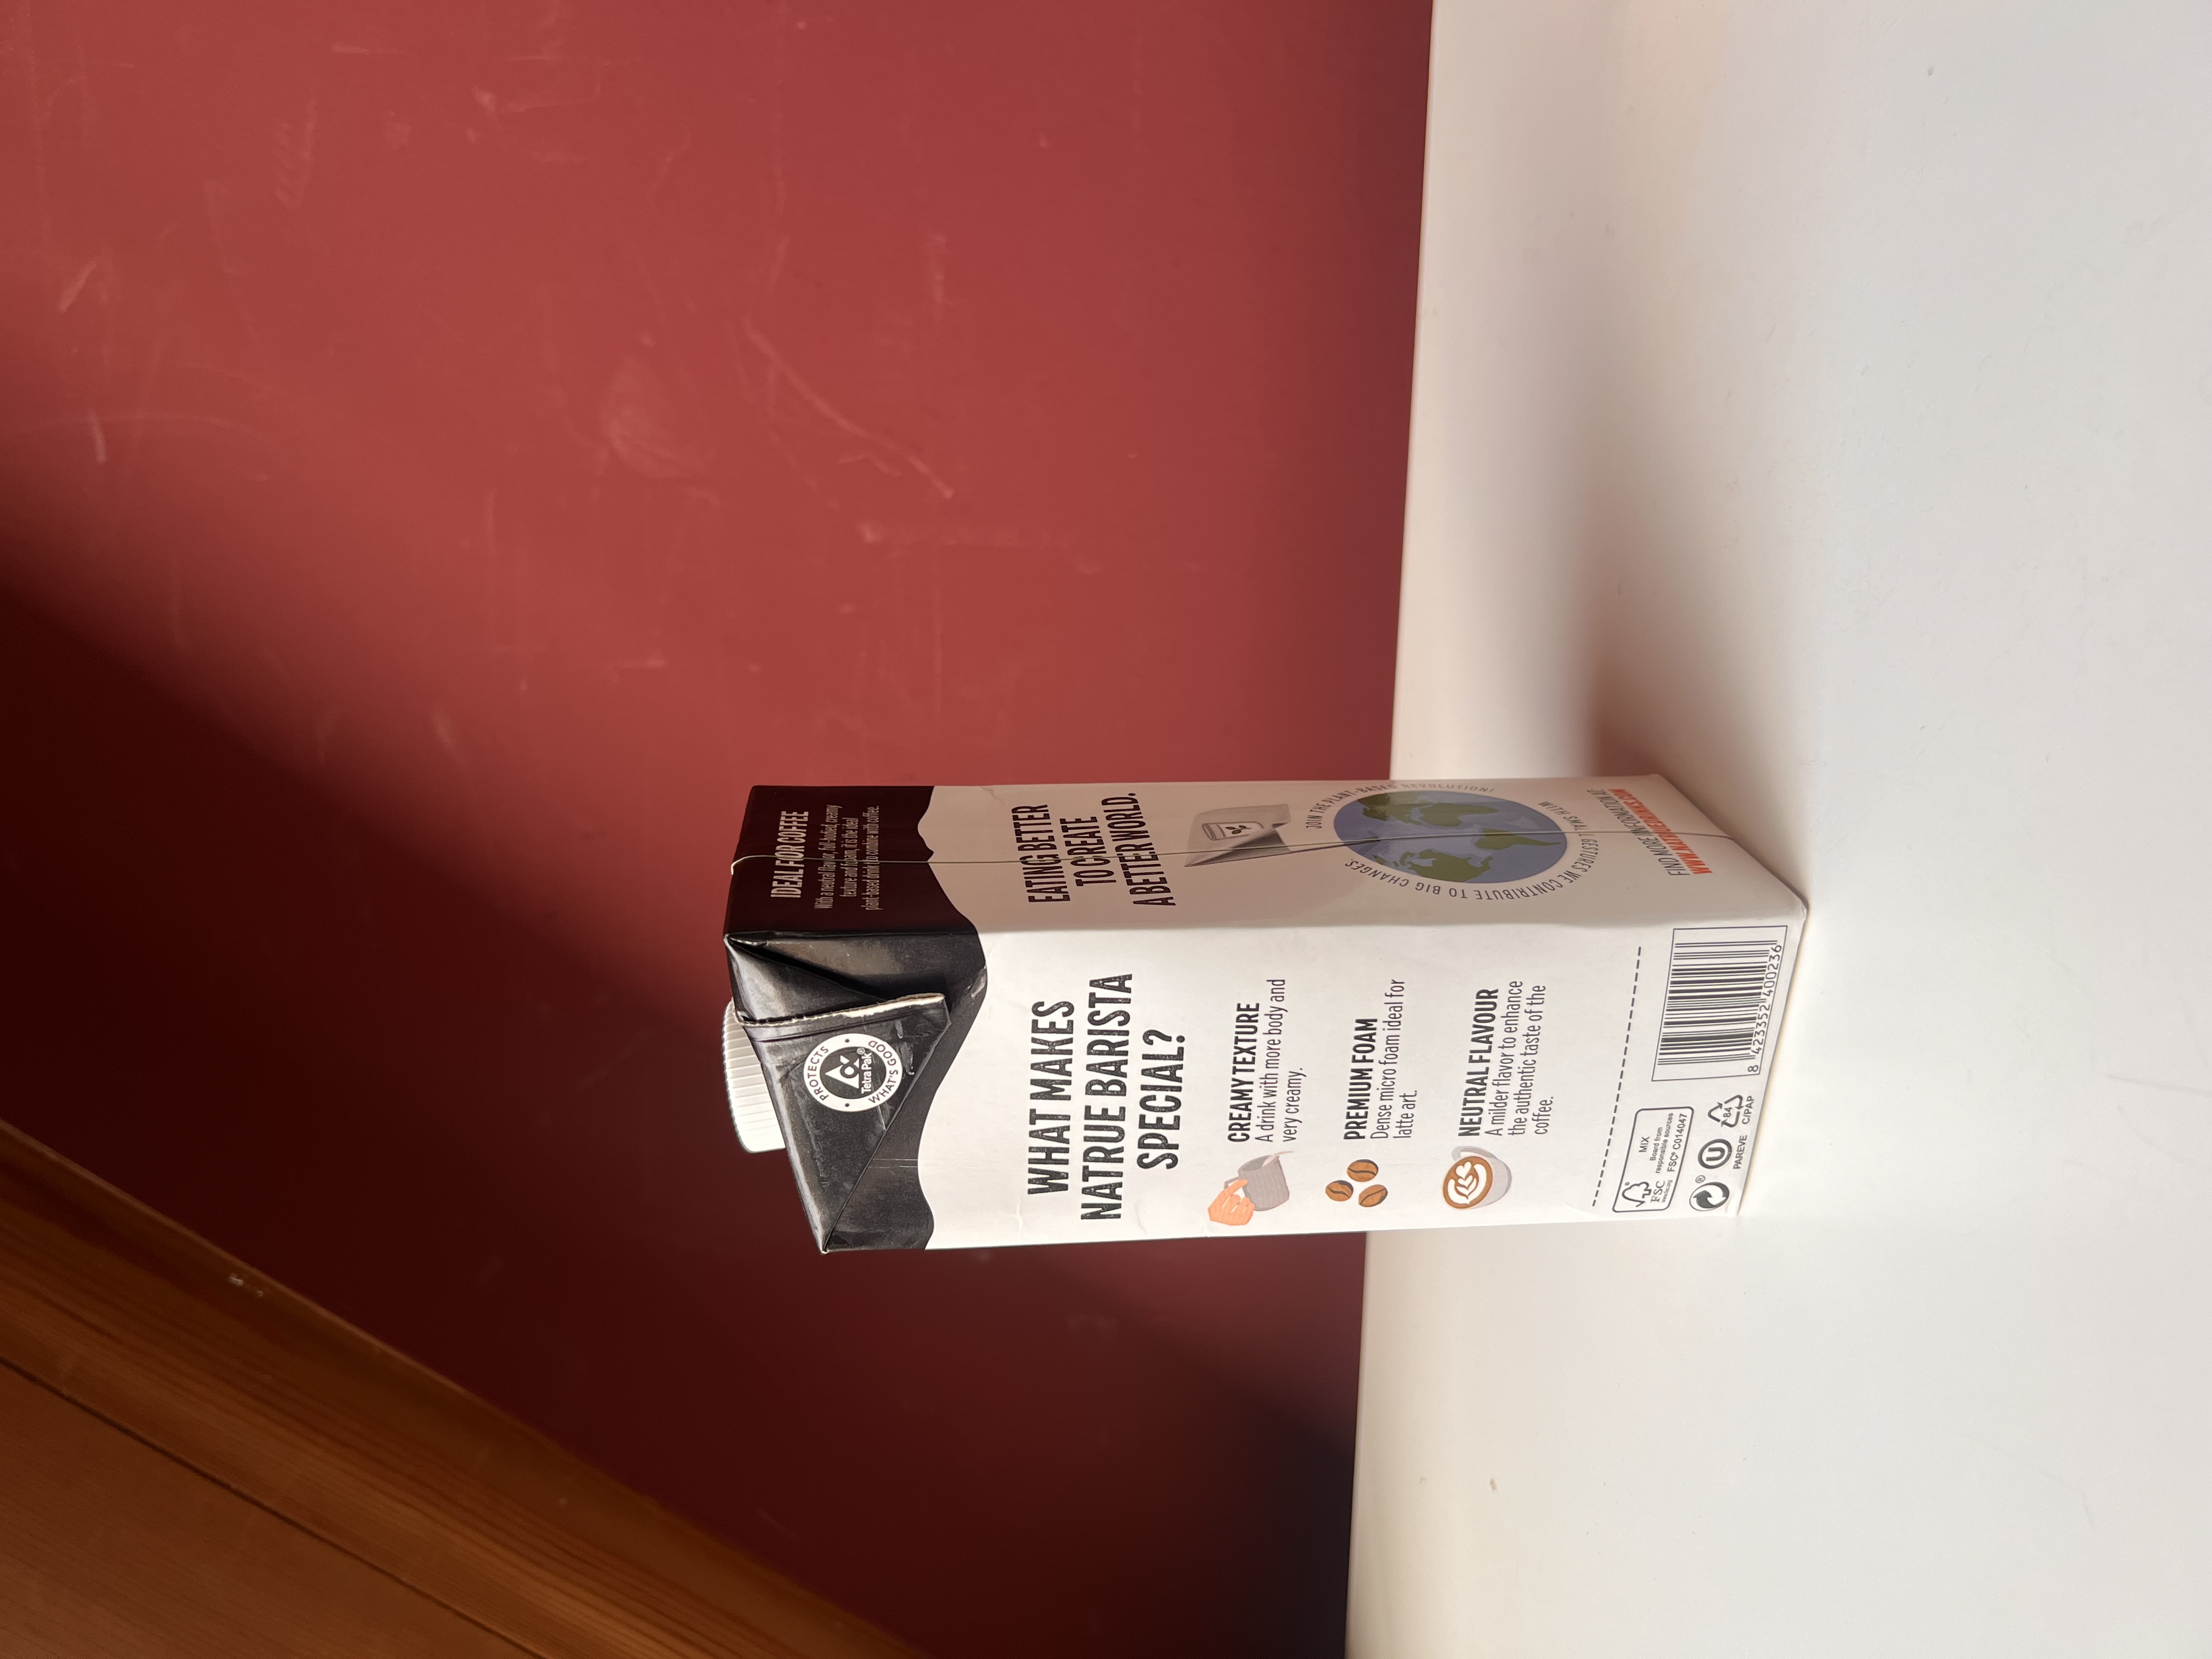 PROTECTS
Tetra Pak®
WHAT'S GOOD
WHAT MAKES
NATRUE BARISTA
SPECIAL?
CREAMY TEXTURE
A drink with more body and
very creamy.
PREMIUM FOAM
Dense micro foam ideal for
latte art.
NEUTRAL FLAVOUR
A milder flavor to enhance
the authentic taste of the
coffee.
FSC®
MIX
Board from
responsible sources
FSC® C014047
®
U
PAREVE
84
C/PAP
8 423352 400236
IDEAL FOR COFFEE
With a neutral flavor, full-bodied, creamy
texture and foam, it is the ideal
plant-based drink to combine with coffee.
EATING BETTER
TO CREATE
A BETTER WORLD.
JOIN THE PLANT-BASED REVOLUTION!
WITH SMALL GESTURES WE CONTRIBUTE TO BIG CHANGES.
FIND MORE INFORMATION AT:
WWW.NATRUEDRINKS.COM